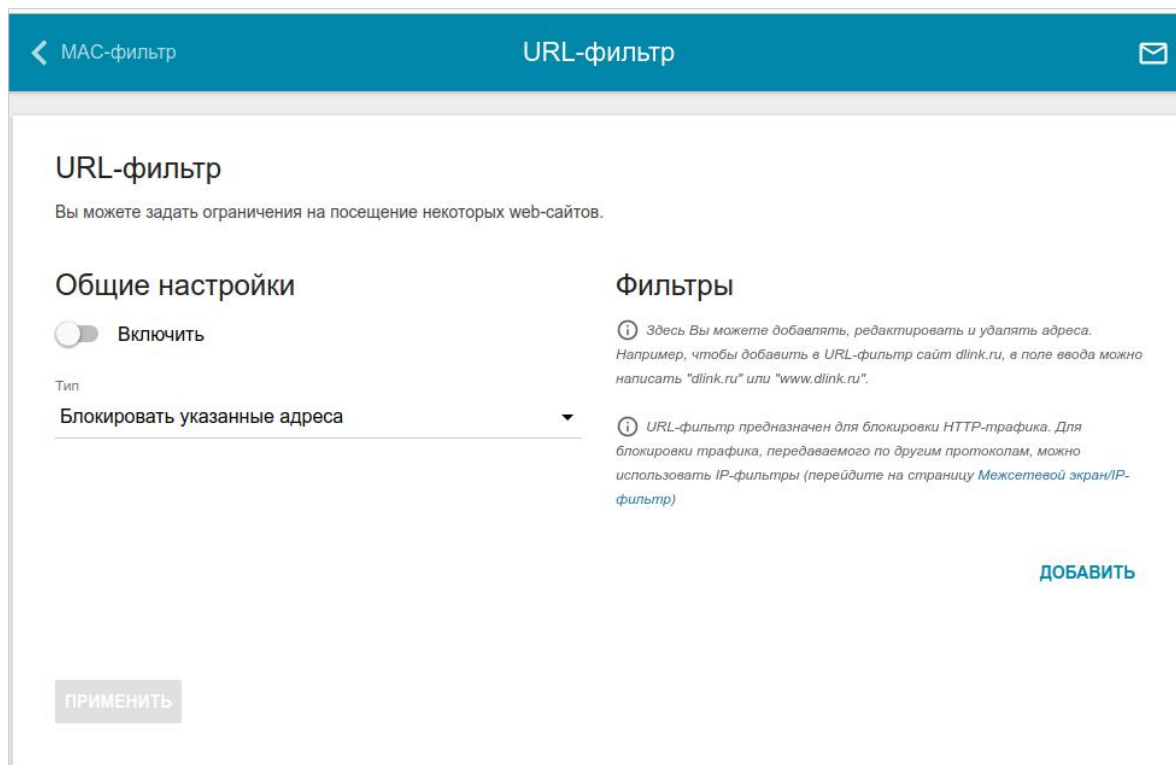 МАС-фильтр
URL-фильтр
URL-фильтр
Вы можете задать ограничения на посещение некоторых web-сайтов.
Общие настройки
Включить
Тип
Блокировать указанные адреса
Фильтры
Здесь Вы можете добавлять, редактировать и удалять адреса.
Например, чтобы добавить в URL-фильтр сайт dlink.ru, в поле ввода можно
написать "dlink.ru" или "www.dlink.ru".
URL-фильтр предназначен для блокировки HTTP-трафика. Для
блокировки трафика, передаваемого по другим протоколам, можно
использовать IP-фильтры (перейдите на страницу Межсетевой экран/IP-
фильтр)
ДОБАВИТЬ
ПРИМЕНИТЬ